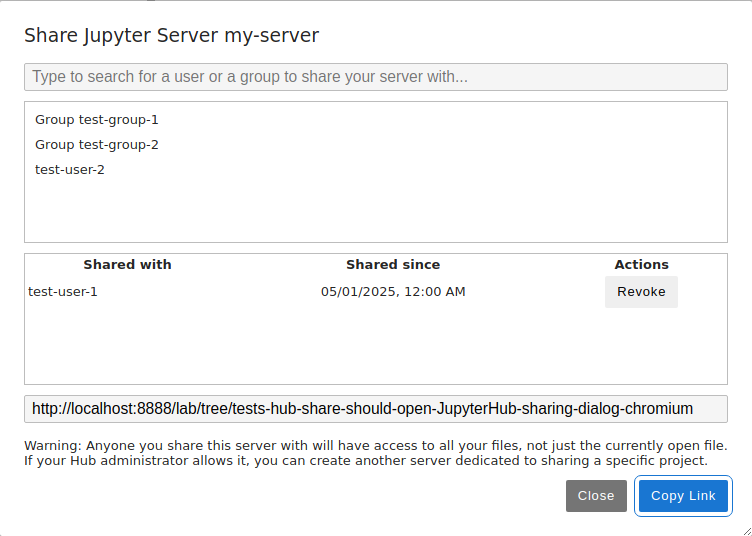 Share Jupyter Server my-server
Type to search for a user or a group to share your server with...
Group test-group-1
Group test-group-2
test-user-2
Shared with Shared since Actions
test-user-1 05/01/2025, 12:00 AM Revoke
http://localhost:8888/lab/tree/tests-hub-share-should-open-JupyterHub-sharing-dialog-chromium
Warning: Anyone you share this server with will have access to all your files, not just the currently open file.
If your Hub administrator allows it, you can create another server dedicated to sharing a specific project.
Close Copy Link